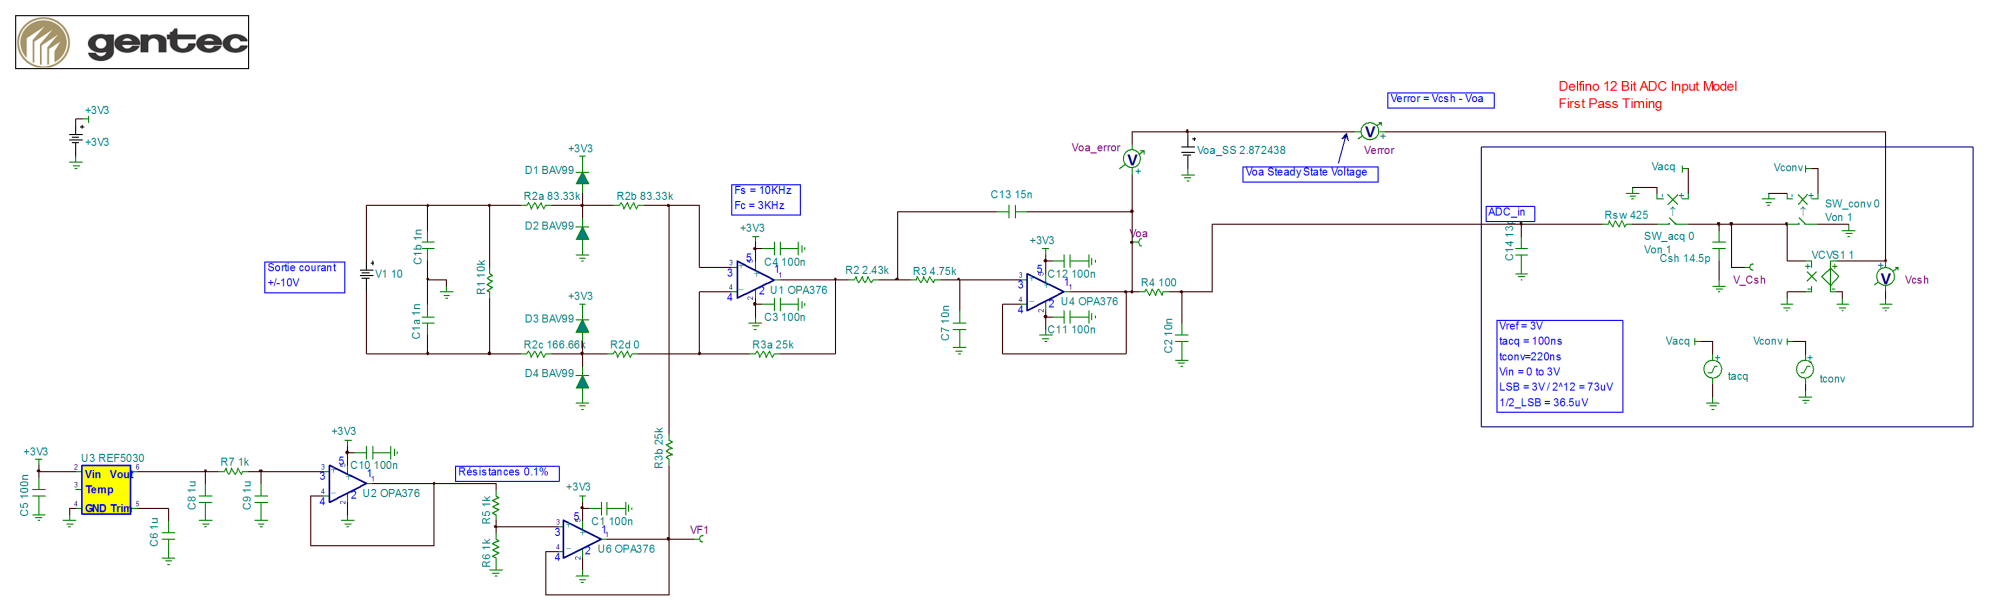 gentec
+3V3
+3V3
Delfino 12 Bit ADC Input Model
First Pass Timing
Verror = Vcsh - Voa
Verror
Voa_error
Voa_SS 2.872438
Voa Steady State Voltage
+3V3
D1 BAV99
R2a 83.33k
R2b 83.33k
D2 BAV99
Fs = 10KHz
Fc = 3KHz
C13 15n
Voa
ADC_in
C14 13
Rsw 425
Vacq
SW_acq 0
Von 1
Vconv
SW_conv 0
Von 1
Csh 14.5p
V_Csh
VCVS1 1
Vcsh
Sortie courant
+/-10V
V1 10
C1b 1n
C1a 1n
R1 10k
+3V3
C4 100n
U1 OPA376
C3 100n
R2 2.43k
R3 4.75k
C7 10n
+3V3
C12 100n
U4 OPA376
C11 100n
R4 100
C2 10n
+3V3
D3 BAV99
R2c 166.66k
R2d 0
R3a 25k
D4 BAV99
Vref = 3V
tacq = 100ns
tconv=220ns
Vin = 0 to 3V
LSB = 3V / 2^12 = 73uV
1/2_LSB = 36.5uV
Vacq
tacq
Vconv
tconv
+3V3
C5 100n
U3 REF5030
Vin Vout
Temp
GND Trim
C6 1u
C8 1u
R7 1k
C9 1u
+3V3
C10 100n
U2 OPA376
Résistances 0.1%
R5 1k
R6 1k
+3V3
C1 100n
U6 OPA376
R3b 25k
VF1